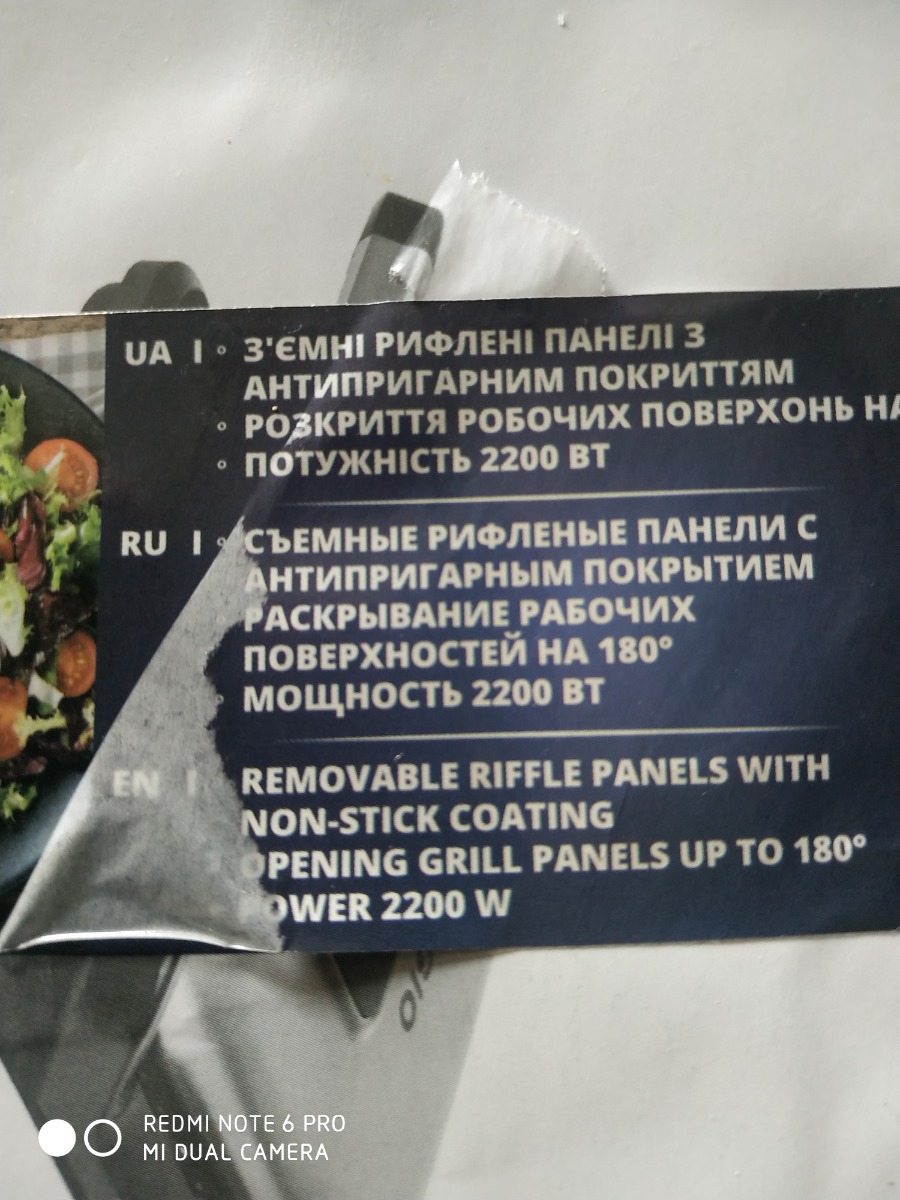 UA | ◦ З'ЄМНІ РИФЛЕНІ ПАНЕЛІ З
АНТИПРИГАРНИМ ПОКРИТТЯМ
◦ РОЗКРИТТЯ РОБОЧИХ ПОВЕРХОНЬ НА
◦ ПОТУЖНІСТЬ 2200 ВТ
RU | ◦ СЪЕМНЫЕ РИФЛЕНЫЕ ПАНЕЛИ С
АНТИПРИГАРНЫМ ПОКРЫТИЕМ
◦ РАСКРЫВАНИЕ РАБОЧИХ
ПОВЕРХНОСТЕЙ НА 180°
◦ МОЩНОСТЬ 2200 ВТ
EN | REMOVABLE RIFFLE PANELS WITH
NON-STICK COATING
OPENING GRILL PANELS UP TO 180°
POWER 2200 W
REDMI NOTE 6 PRO
MI DUAL CAMERA